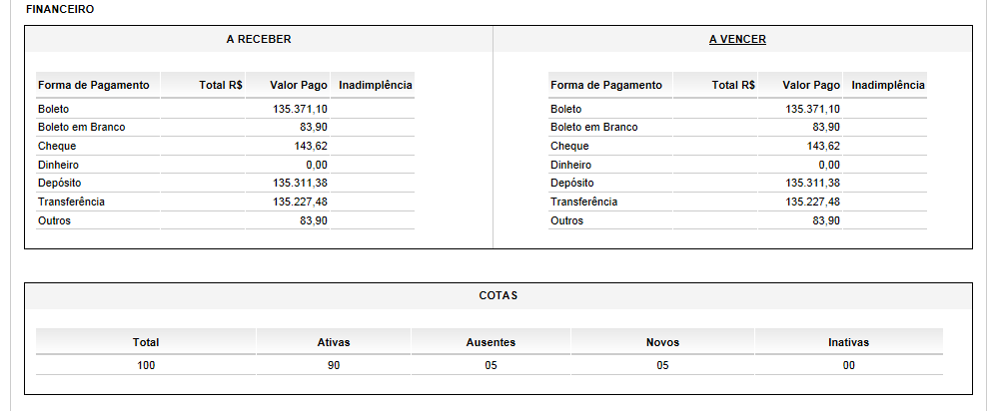 FINANCEIRO
A RECEBER
Forma de Pagamento Total R$ Valor Pago Inadimplência
Boleto 135.371,10
Boleto em Branco 83,90
Cheque 143,62
Dinheiro 0,00
Depósito 135.311,38
Transferência 135.227,48
Outros 83,90
A VENCER
Forma de Pagamento Total R$ Valor Pago Inadimplência
Boleto 135.371,10
Boleto em Branco 83,90
Cheque 143,62
Dinheiro 0,00
Depósito 135.311,38
Transferência 135.227,48
Outros 83,90
COTAS
Total Ativas Ausentes Novos Inativas
100 90 05 05 00